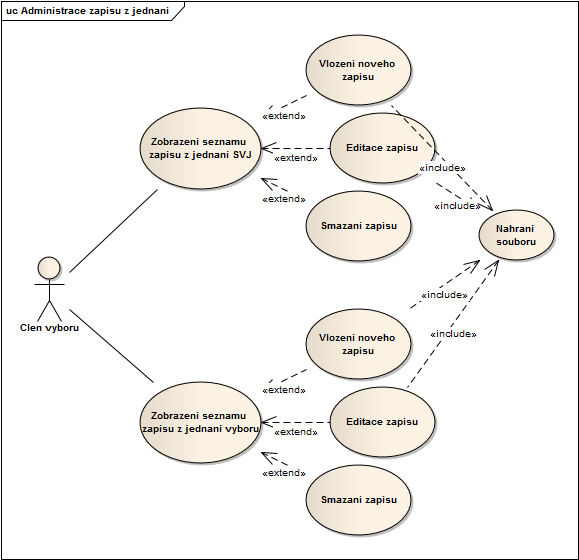 uc Administrace zapisu z jednani
Vlozeni noveho
zapisu
«extend»
Zobrazeni seznamu
zapisu z jednani SVJ
Editace zapisu
«extend»
«include»
«extend»
«include»
Smazani zapisu
Nahrani
souboru
Clen vyboru
«include»
Vlozeni noveho
zapisu
«include»
«extend»
Zobrazeni seznamu
zapisu z jednani vyboru
Editace zapisu
«extend»
«extend»
Smazani zapisu